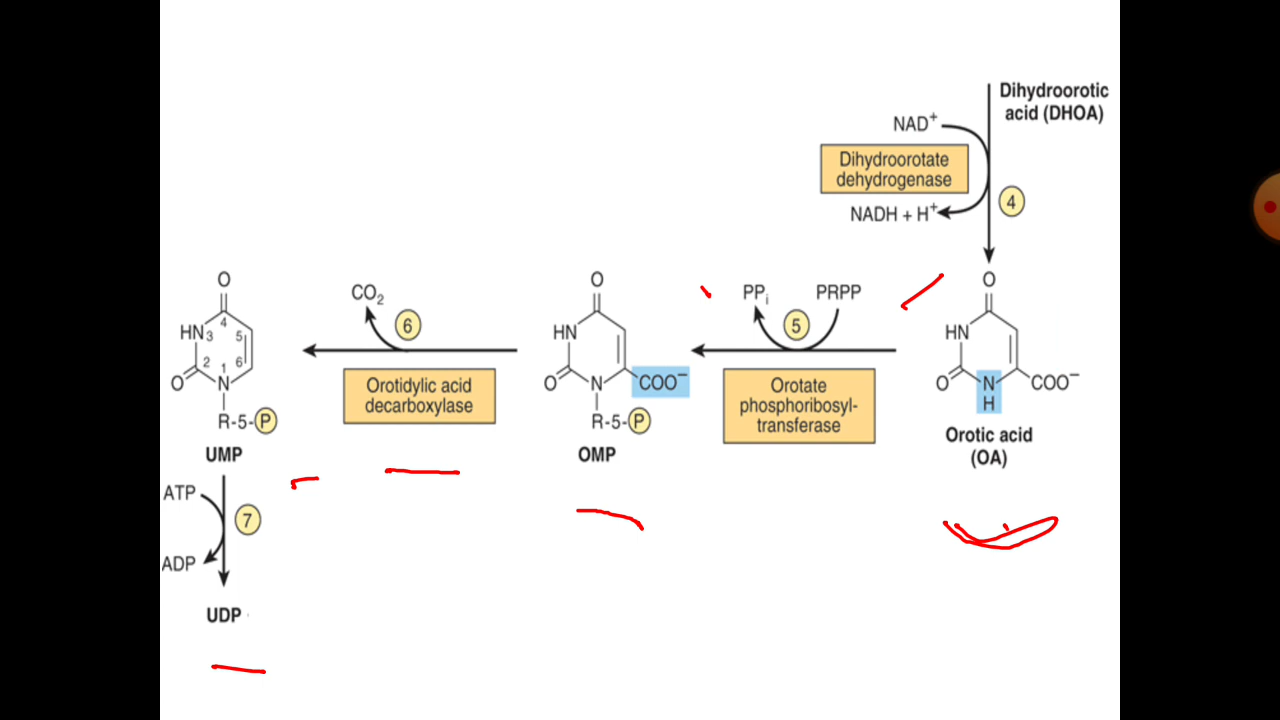 Dihydroorotic
acid (DHOA)
NAD+
Dihydroorotate
dehydrogenase
NADH + H+
4
O
HN
O
N
H
COO−
Orotic acid
(OA)
PPi
PRPP
5
Orotate
phosphoribosyl-
transferase
O
HN
O
N
COO−
R-5-P
OMP
CO2
6
Orotidylic acid
decarboxylase
O
HN
3
4
5
2
1
6
O
N
R-5-P
UMP
ATP
7
ADP
UDP